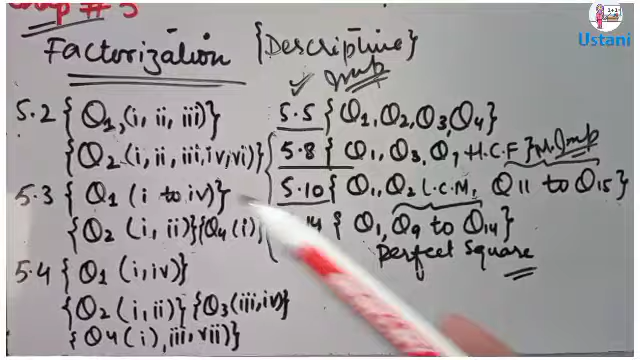 # 5
Ustani
Factorization {Descriptive}
Imp
5.2 { Q1, (i, ii, iii)}
{Q2 (i, ii, iii, iv, vi)}
5.3 { Q1 (i to iv)}
{Q2 (i, ii)} {Q4 (i)}
5.4 { Q1 (i, iv)}
{Q2 (i, ii)} {Q3 (iii, iv)}
{Q4 (i), iii, vii)}
5.5 {Q1, Q2, Q3, Q4}
5.8 { Q1, Q3, Q7 H.C.F} M.Imp
5.10 { Q1, Q2 L.C.M, Q11 to Q15}
14 { Q1, Q9 to Q14}
Perfect Square